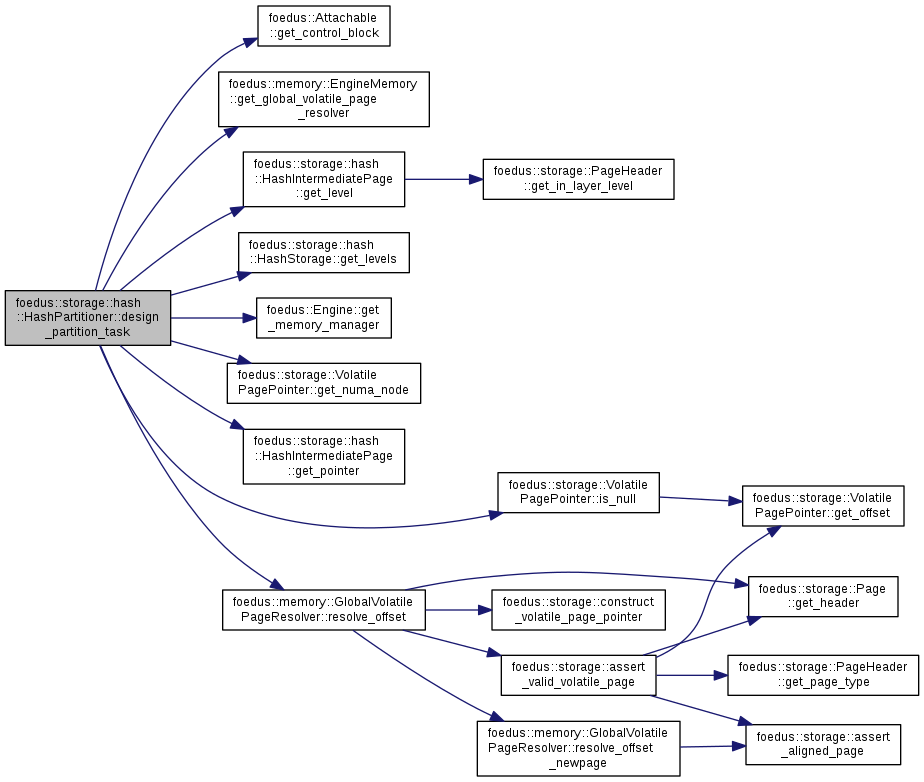 foedus::Attachable
::get_control_block
foedus::memory::EngineMemory
::get_global_volatile_page
_resolver
foedus::storage::hash
::HashIntermediatePage
::get_level
foedus::storage::PageHeader
::get_in_layer_level
foedus::storage::hash
::HashStorage::get_levels
foedus::storage::hash
::HashPartitioner::design
_partition_task
foedus::Engine::get
_memory_manager
foedus::storage::Volatile
PagePointer::get_numa_node
foedus::storage::hash
::HashIntermediatePage
::get_pointer
foedus::storage::Volatile
PagePointer::is_null
foedus::storage::Volatile
PagePointer::get_offset
foedus::memory::GlobalVolatile
PageResolver::resolve_offset
foedus::storage::construct
_volatile_page_pointer
foedus::storage::Page
::get_header
foedus::storage::assert
_valid_volatile_page
foedus::storage::PageHeader
::get_page_type
foedus::memory::GlobalVolatile
PageResolver::resolve_offset
_newpage
foedus::storage::assert
_aligned_page